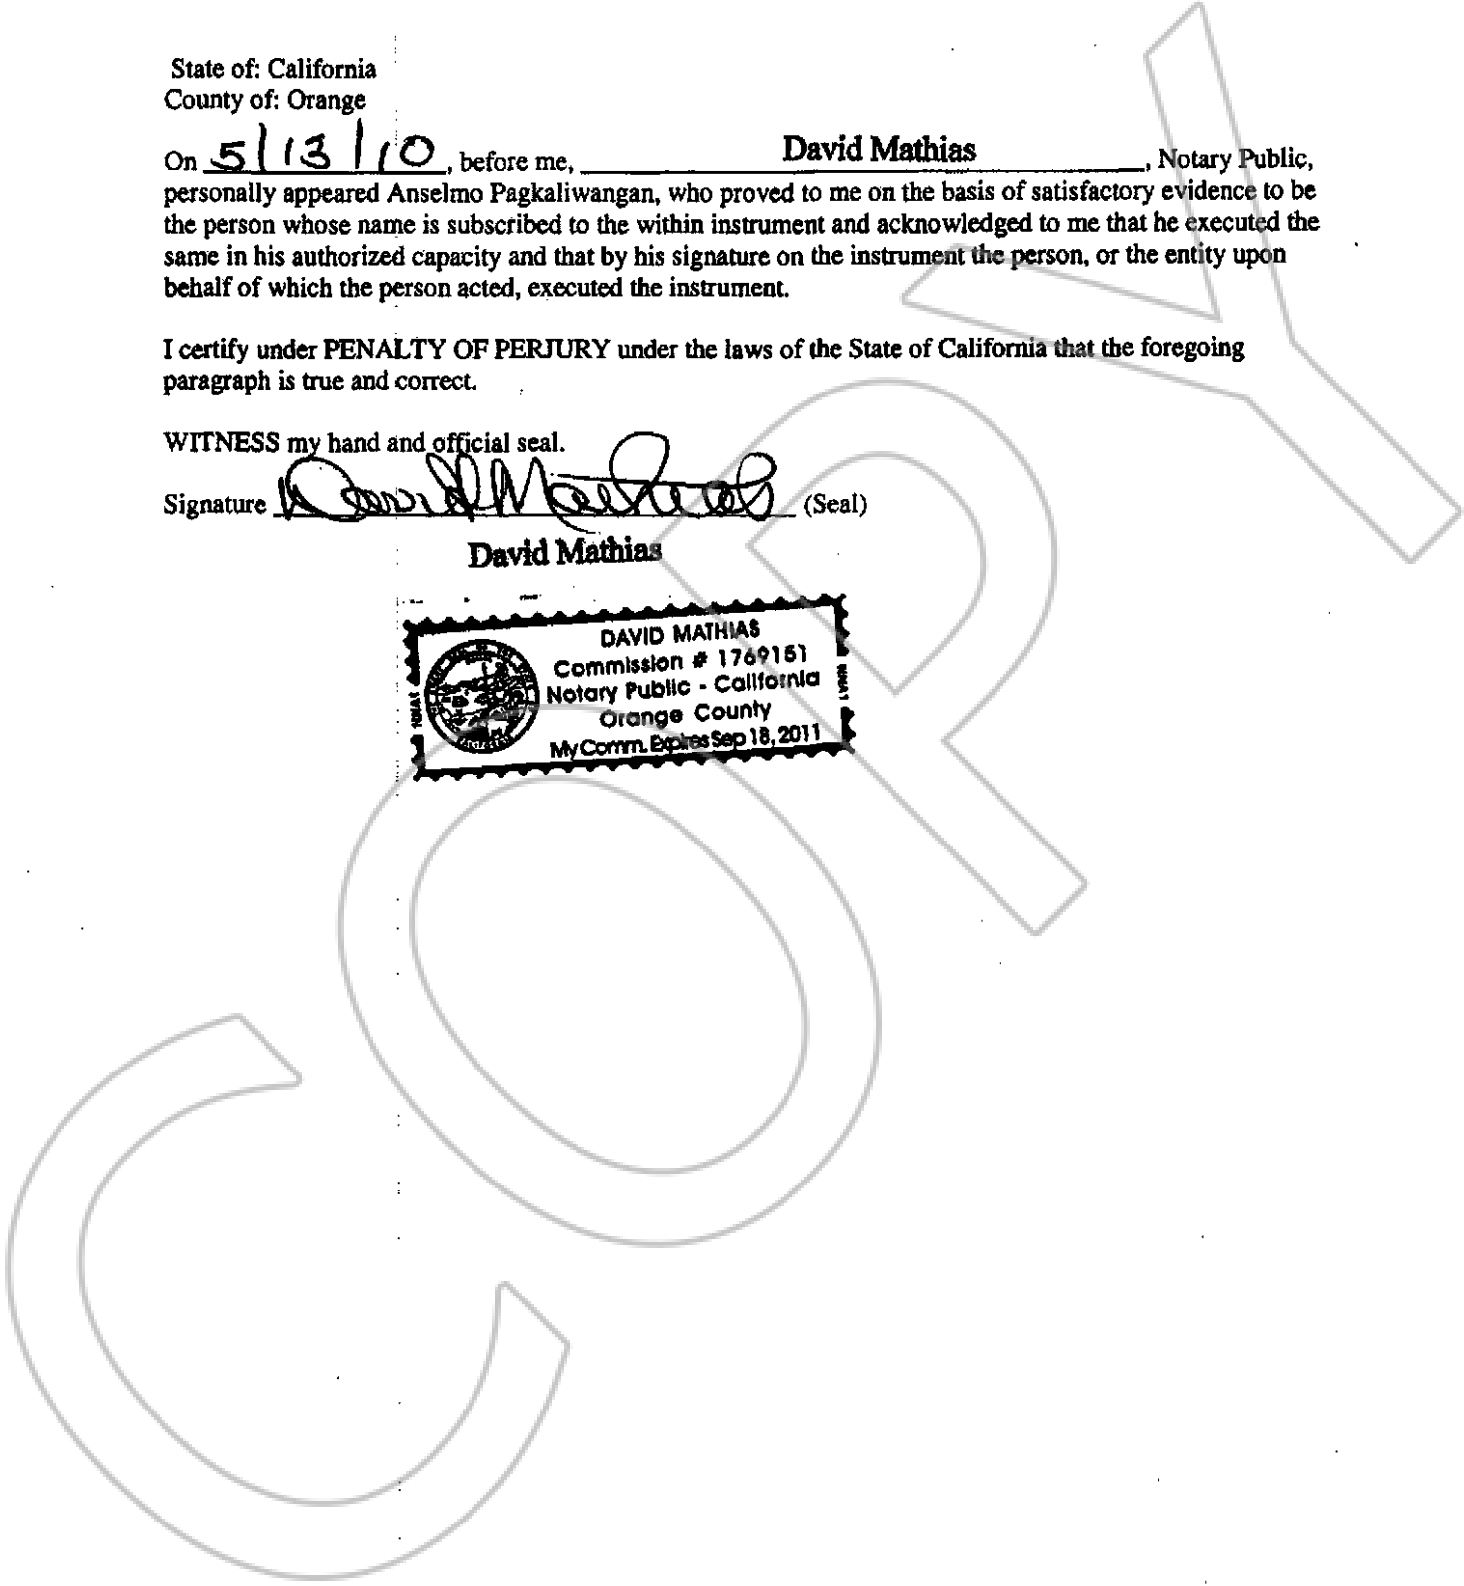 State of: California
County of: Orange
On 5/13/10, before me, David Mathias, Notary Public,
personally appeared Anselmo Pagkaliwangan, who proved to me on the basis of satisfactory evidence to be
the person whose name is subscribed to the within instrument and acknowledged to me that he executed the
same in his authorized capacity and that by his signature on the instrument the person, or the entity upon
behalf of which the person acted, executed the instrument.
I certify under PENALTY OF PERJURY under the laws of the State of California that the foregoing
paragraph is true and correct.
WITNESS my hand and official seal.
Signature David Mathias (Seal)
David Mathias
DAVID MATHIAS
Commission # 1769151
Notary Public - California
Orange County
My Comm. Expires Sep 18, 2011
COPY